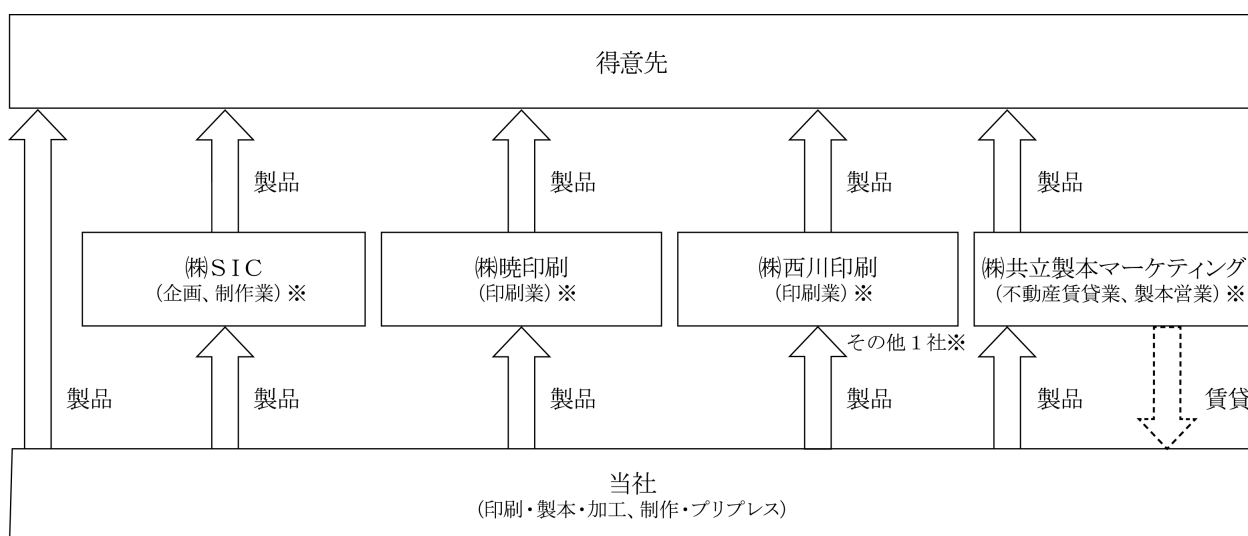 得意先
製品
製品
製品
製品
㈱SIC
(企画、制作業)※
㈱暁印刷
(印刷業)※
㈱西川印刷
(印刷業)※
㈱共立製本マーケティング
(不動産賃貸業、製本営業)※
その他1社※
製品
製品
製品
製品
製品
賃貸
当社
(印刷・製本・加工、制作・プリプレス)